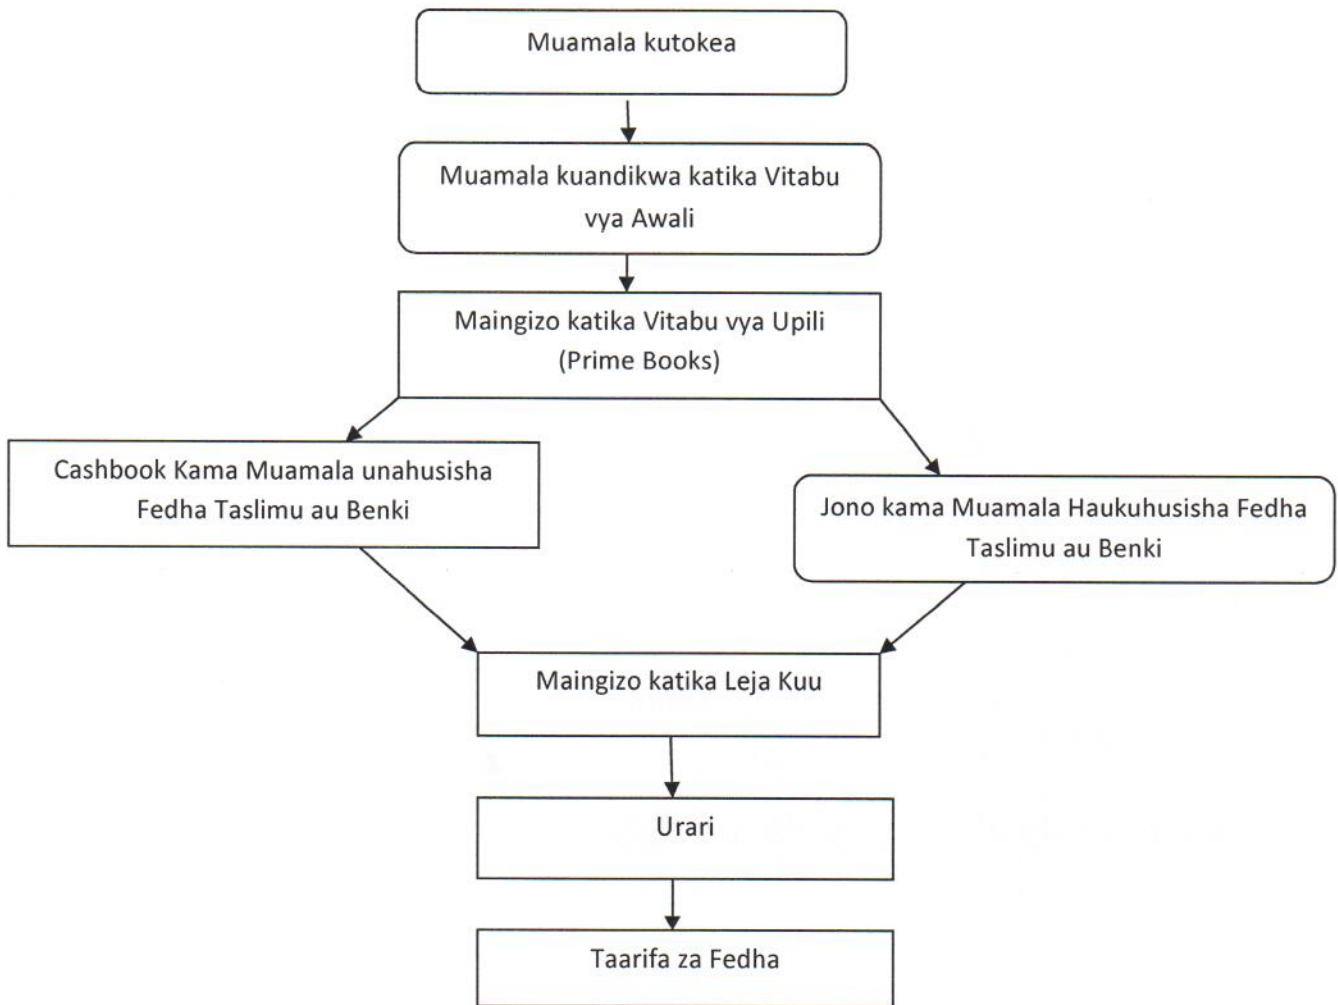 Muamala kutokea
Muamala kuandikwa katika Vitabu
vya Awali
Maingizo katika Vitabu vya Upili
(Prime Books)
Cashbook Kama Muamala unahusisha
Fedha Taslimu au Benki
Jono kama Muamala Haukuhusisha Fedha
Taslimu au Benki
Maingizo katika Leja Kuu
Urari
Taarifa za Fedha